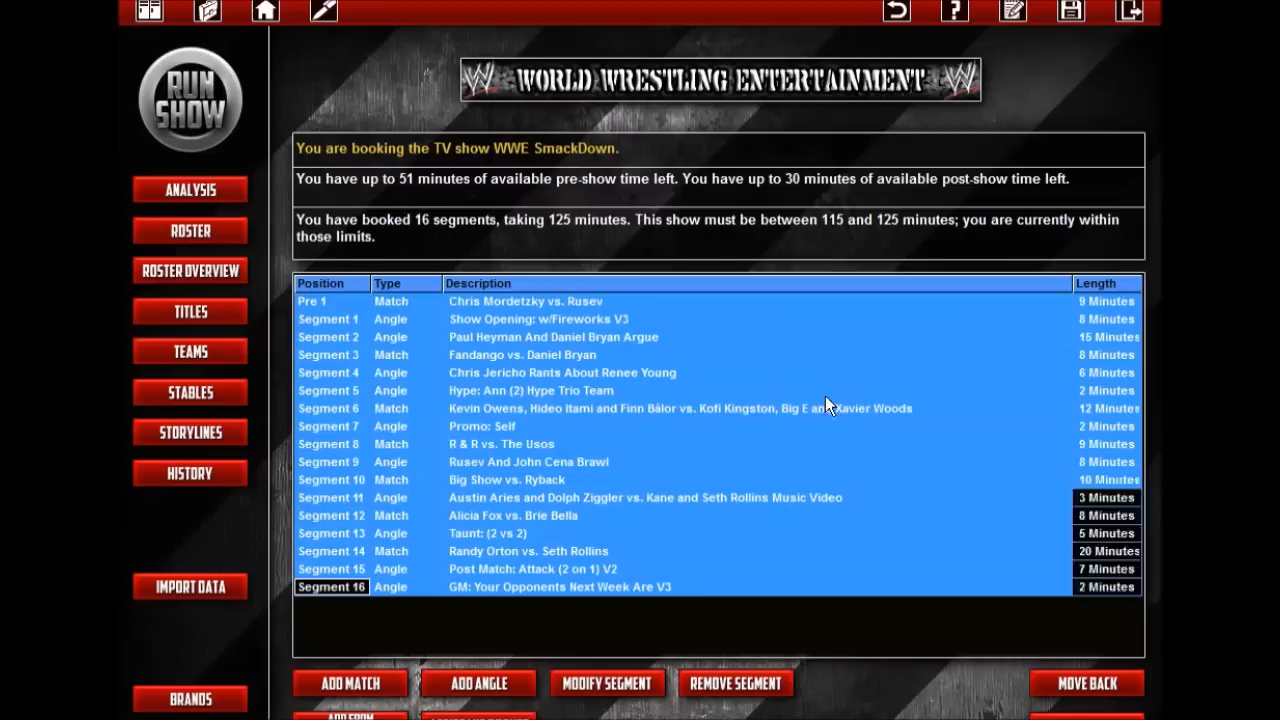 RUN
SHOW
WORLD WRESTLING ENTERTAINMENT
You are booking the TV show WWE SmackDown.
You have up to 51 minutes of available pre-show time left. You have up to 30 minutes of available post-show time left.
You have booked 16 segments, taking 125 minutes. This show must be between 115 and 125 minutes; you are currently within
those limits.
ANALYSIS
ROSTER
ROSTER OVERVIEW
TITLES
TEAMS
STABLES
STORYLINES
HISTORY
IMPORT DATA
BRANDS
Position Type Description Length
Pre 1 Match Chris Mordetzky vs. Rusev 9 Minutes
Segment 1 Angle Show Opening: w/Fireworks V3 8 Minutes
Segment 2 Angle Paul Heyman And Daniel Bryan Argue 15 Minutes
Segment 3 Match Fandango vs. Daniel Bryan 8 Minutes
Segment 4 Angle Chris Jericho Rants About Renee Young 6 Minutes
Segment 5 Angle Hype: Ann (2) Hype Trio Team 2 Minutes
Segment 6 Match Kevin Owens, Hideo Itami and Finn Bálor vs. Kofi Kingston, Big E and Xavier Woods 12 Minutes
Segment 7 Angle Promo: Self 2 Minutes
Segment 8 Match R & R vs. The Usos 9 Minutes
Segment 9 Angle Rusev And John Cena Brawl 8 Minutes
Segment 10 Match Big Show vs. Ryback 10 Minutes
Segment 11 Angle Austin Aries and Dolph Ziggler vs. Kane and Seth Rollins Music Video 3 Minutes
Segment 12 Match Alicia Fox vs. Brie Bella 8 Minutes
Segment 13 Angle Taunt: (2 vs 2) 5 Minutes
Segment 14 Match Randy Orton vs. Seth Rollins 20 Minutes
Segment 15 Angle Post Match: Attack (2 on 1) V2 7 Minutes
Segment 16 Angle GM: Your Opponents Next Week Are V3 2 Minutes
ADD MATCH ADD ANGLE MODIFY SEGMENT REMOVE SEGMENT MOVE BACK
ADD FROM